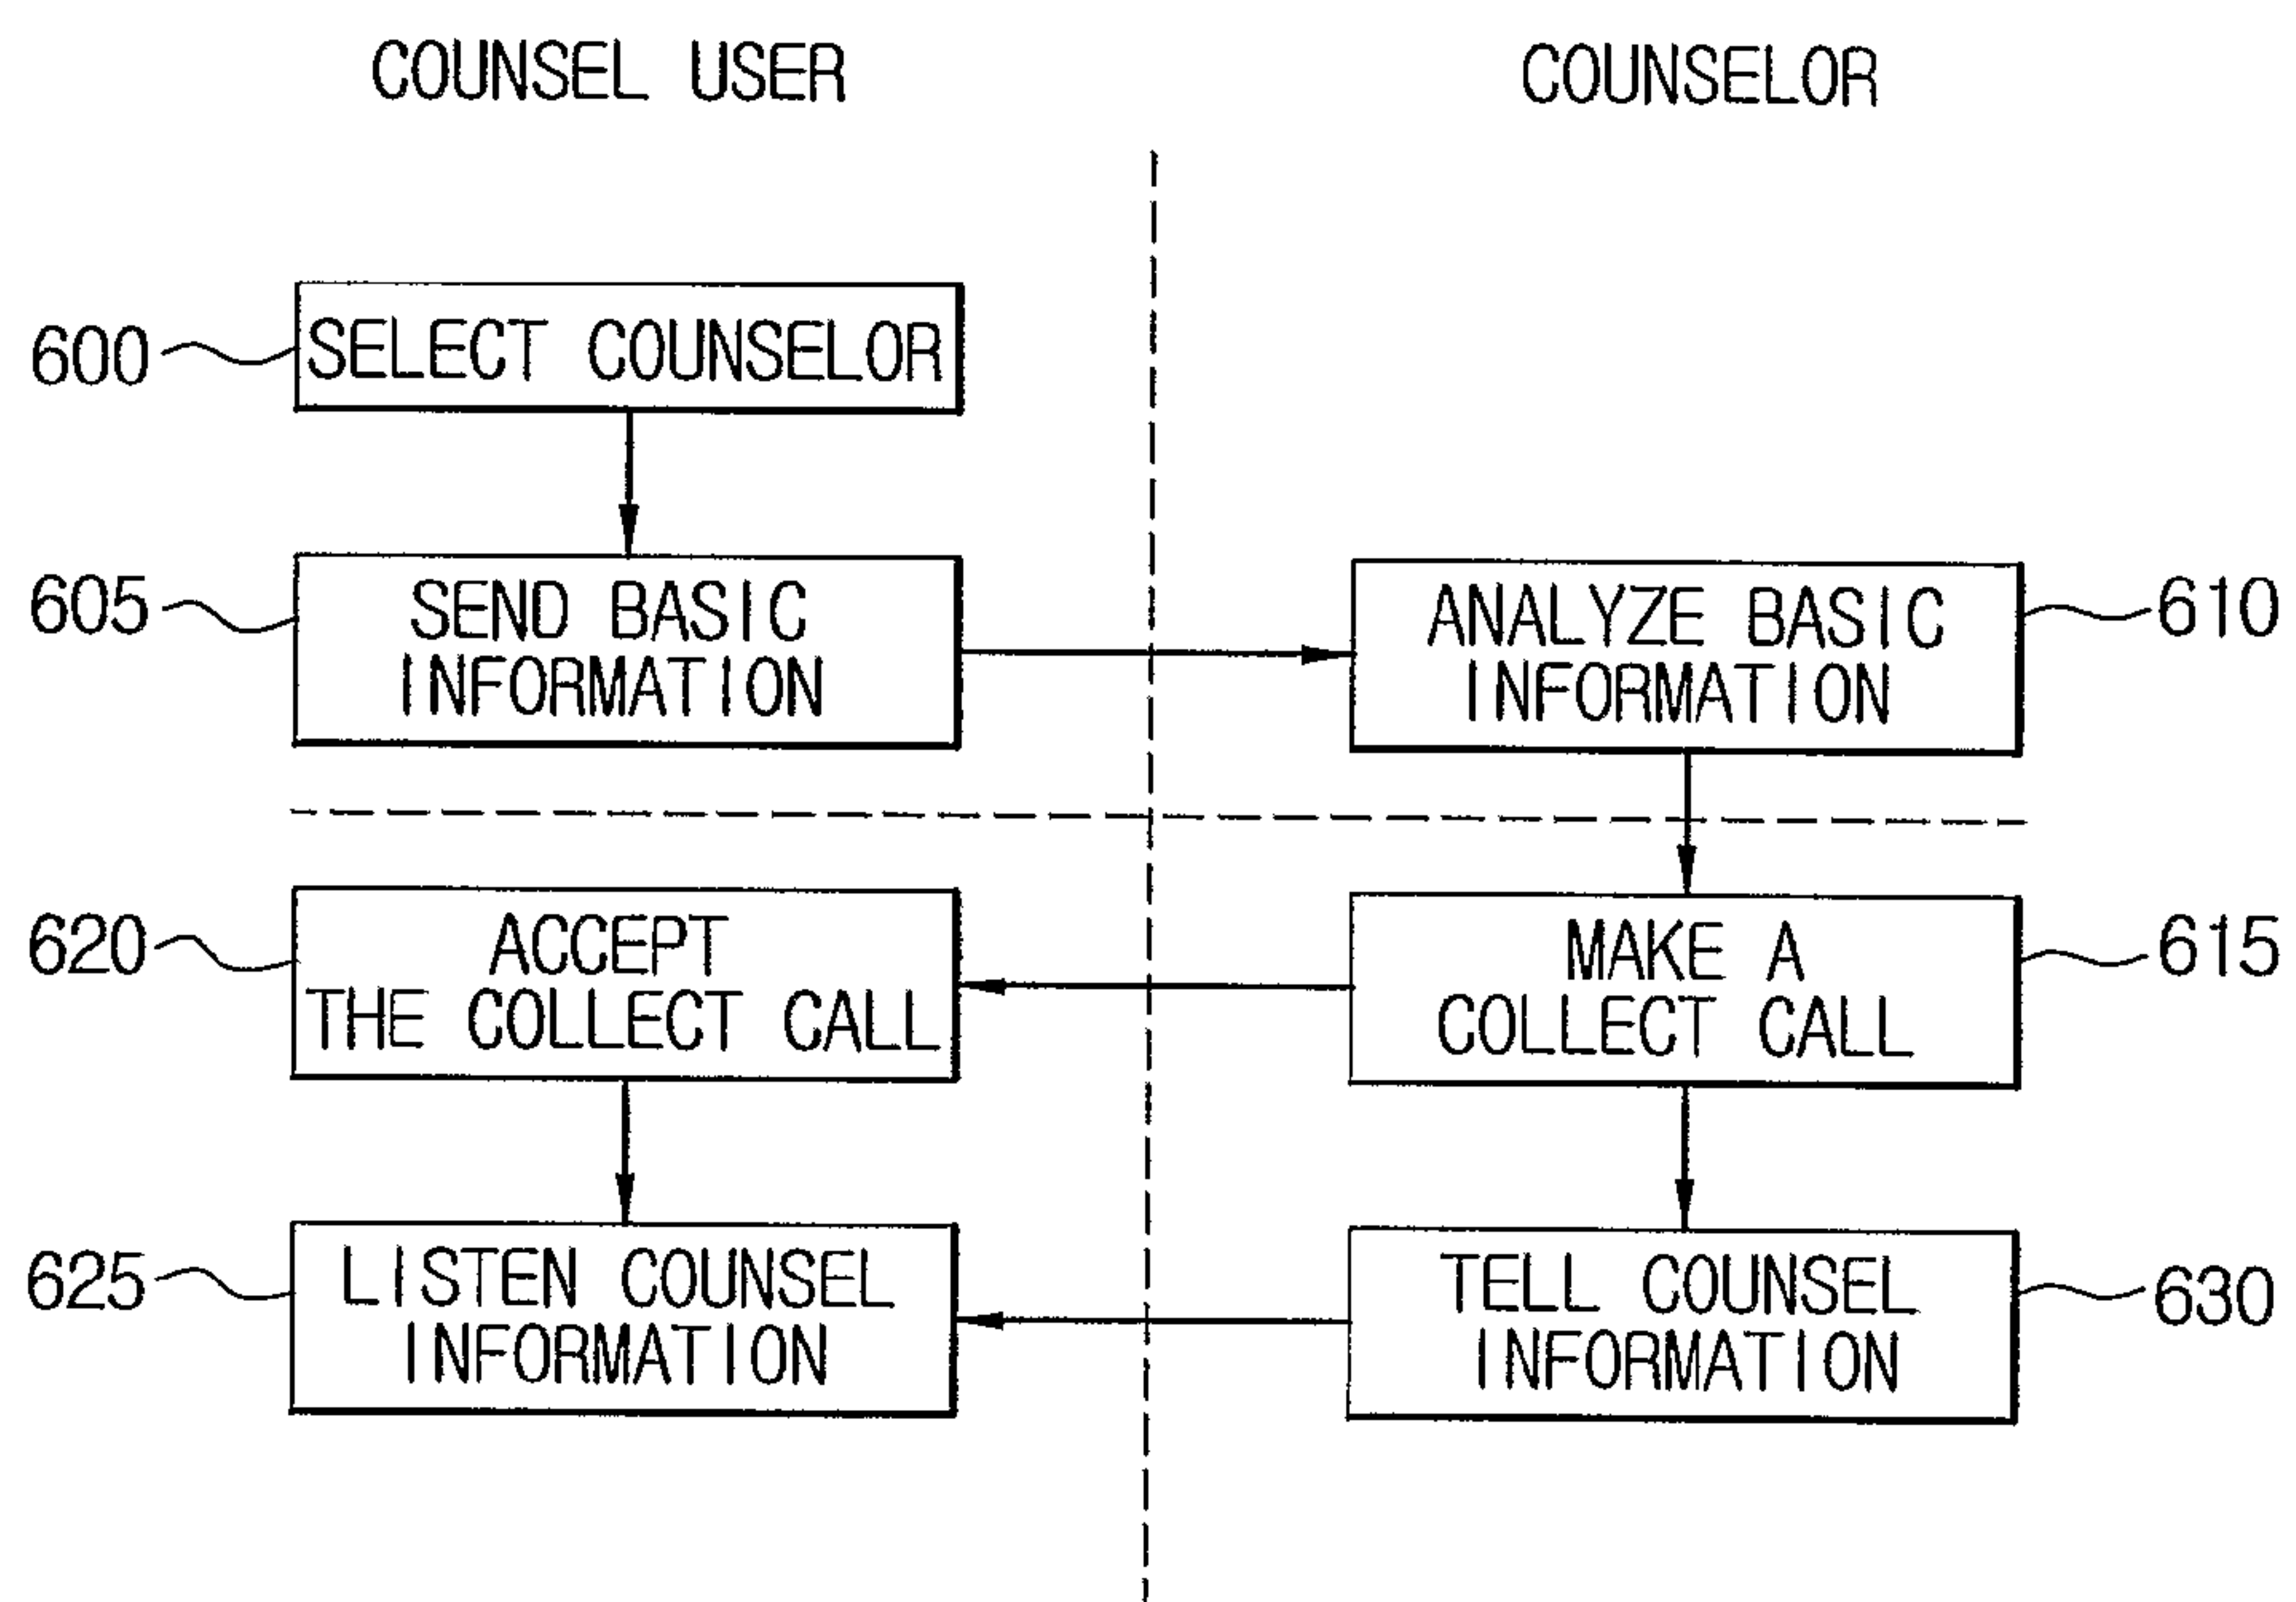 COUNSEL USER
COUNSELOR
600
SELECT COUNSELOR
605
SEND BASIC
INFORMATION
ANALYZE BASIC
INFORMATION
610
620
ACCEPT
THE COLLECT CALL
MAKE A
COLLECT CALL
615
625
LISTEN COUNSEL
INFORMATION
TELL COUNSEL
INFORMATION
630